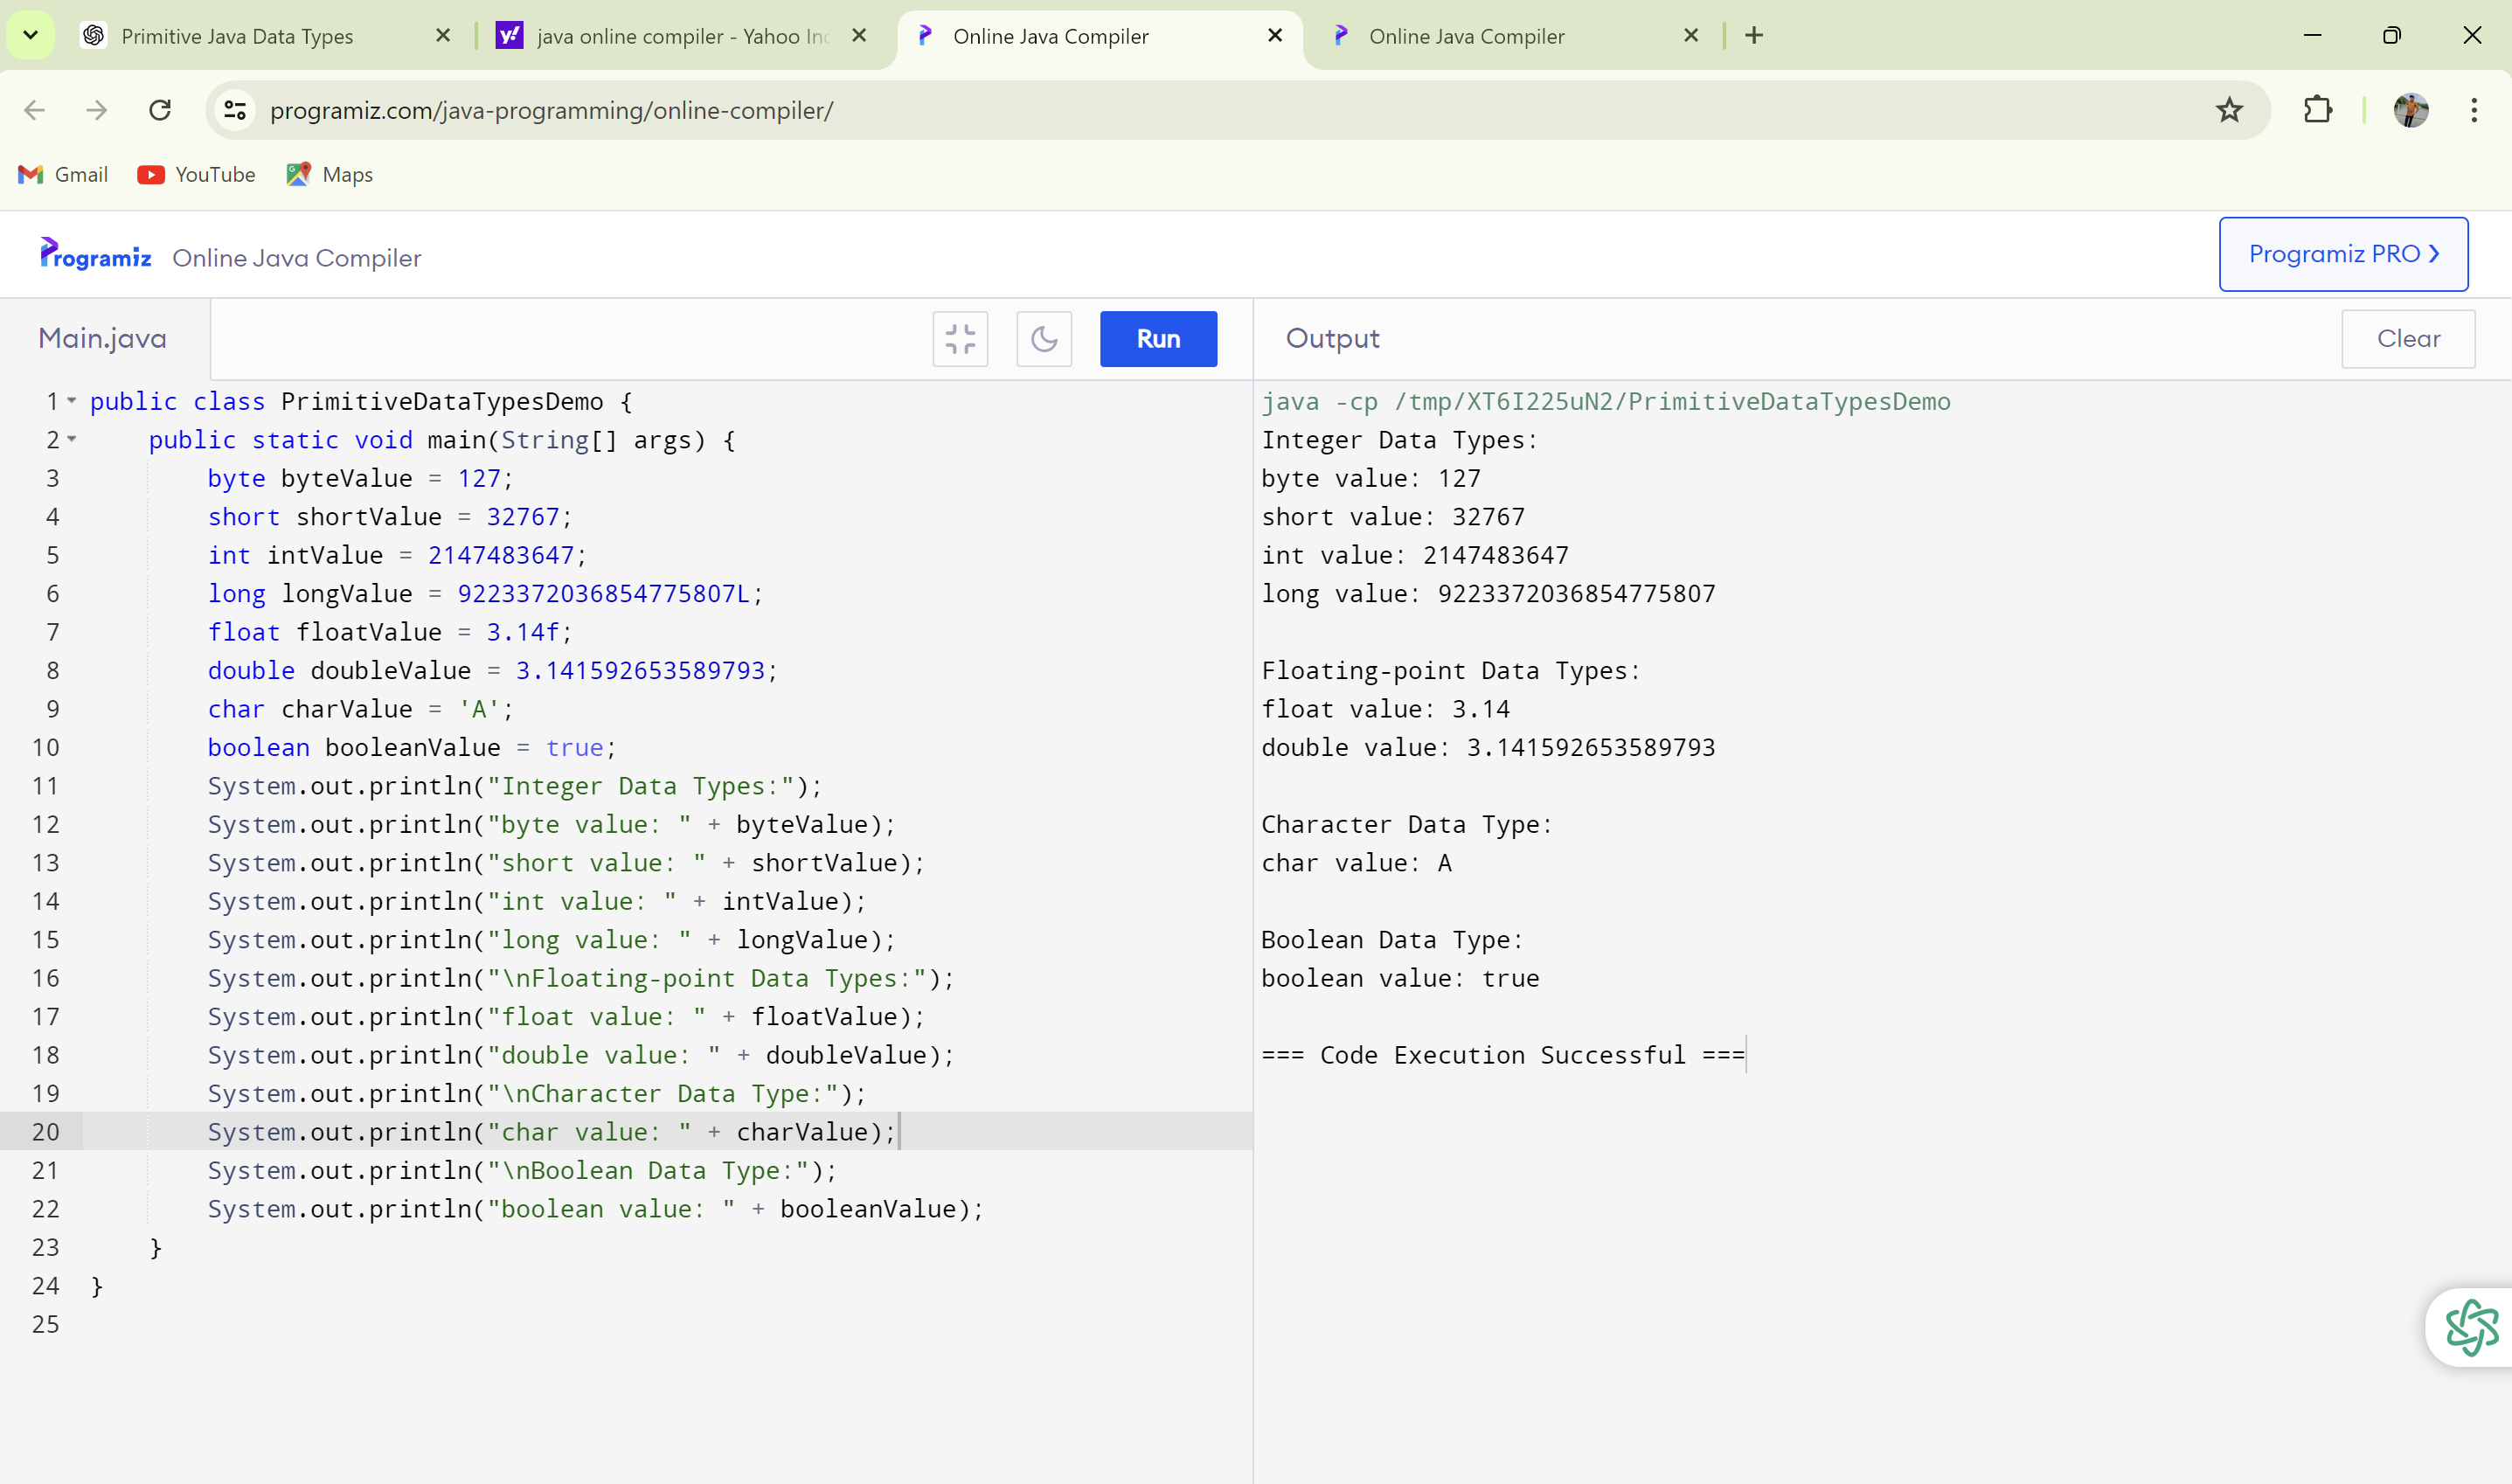 Primitive Java Data Types
java online compiler - Yahoo Inc
Online Java Compiler
Online Java Compiler
programiz.com/java-programming/online-compiler/
Gmail
YouTube
Maps
Programiz
Online Java Compiler
Programiz PRO ❯
Main.java
Run
Output
Clear
1 public class PrimitiveDataTypesDemo {
2     public static void main(String[] args) {
3         byte byteValue = 127;
4         short shortValue = 32767;
5         int intValue = 2147483647;
6         long longValue = 9223372036854775807L;
7         float floatValue = 3.14f;
8         double doubleValue = 3.141592653589793;
9         char charValue = 'A';
10         boolean booleanValue = true;
11         System.out.println("Integer Data Types:");
12         System.out.println("byte value: " + byteValue);
13         System.out.println("short value: " + shortValue);
14         System.out.println("int value: " + intValue);
15         System.out.println("long value: " + longValue);
16         System.out.println("\nFloating-point Data Types:");
17         System.out.println("float value: " + floatValue);
18         System.out.println("double value: " + doubleValue);
19         System.out.println("\nCharacter Data Type:");
20         System.out.println("char value: " + charValue);
21         System.out.println("\nBoolean Data Type:");
22         System.out.println("boolean value: " + booleanValue);
23     }
24 }
25
java -cp /tmp/XT6I225uN2/PrimitiveDataTypesDemo
Integer Data Types:
byte value: 127
short value: 32767
int value: 2147483647
long value: 9223372036854775807
Floating-point Data Types:
float value: 3.14
double value: 3.141592653589793
Character Data Type:
char value: A
Boolean Data Type:
boolean value: true
=== Code Execution Successful ===